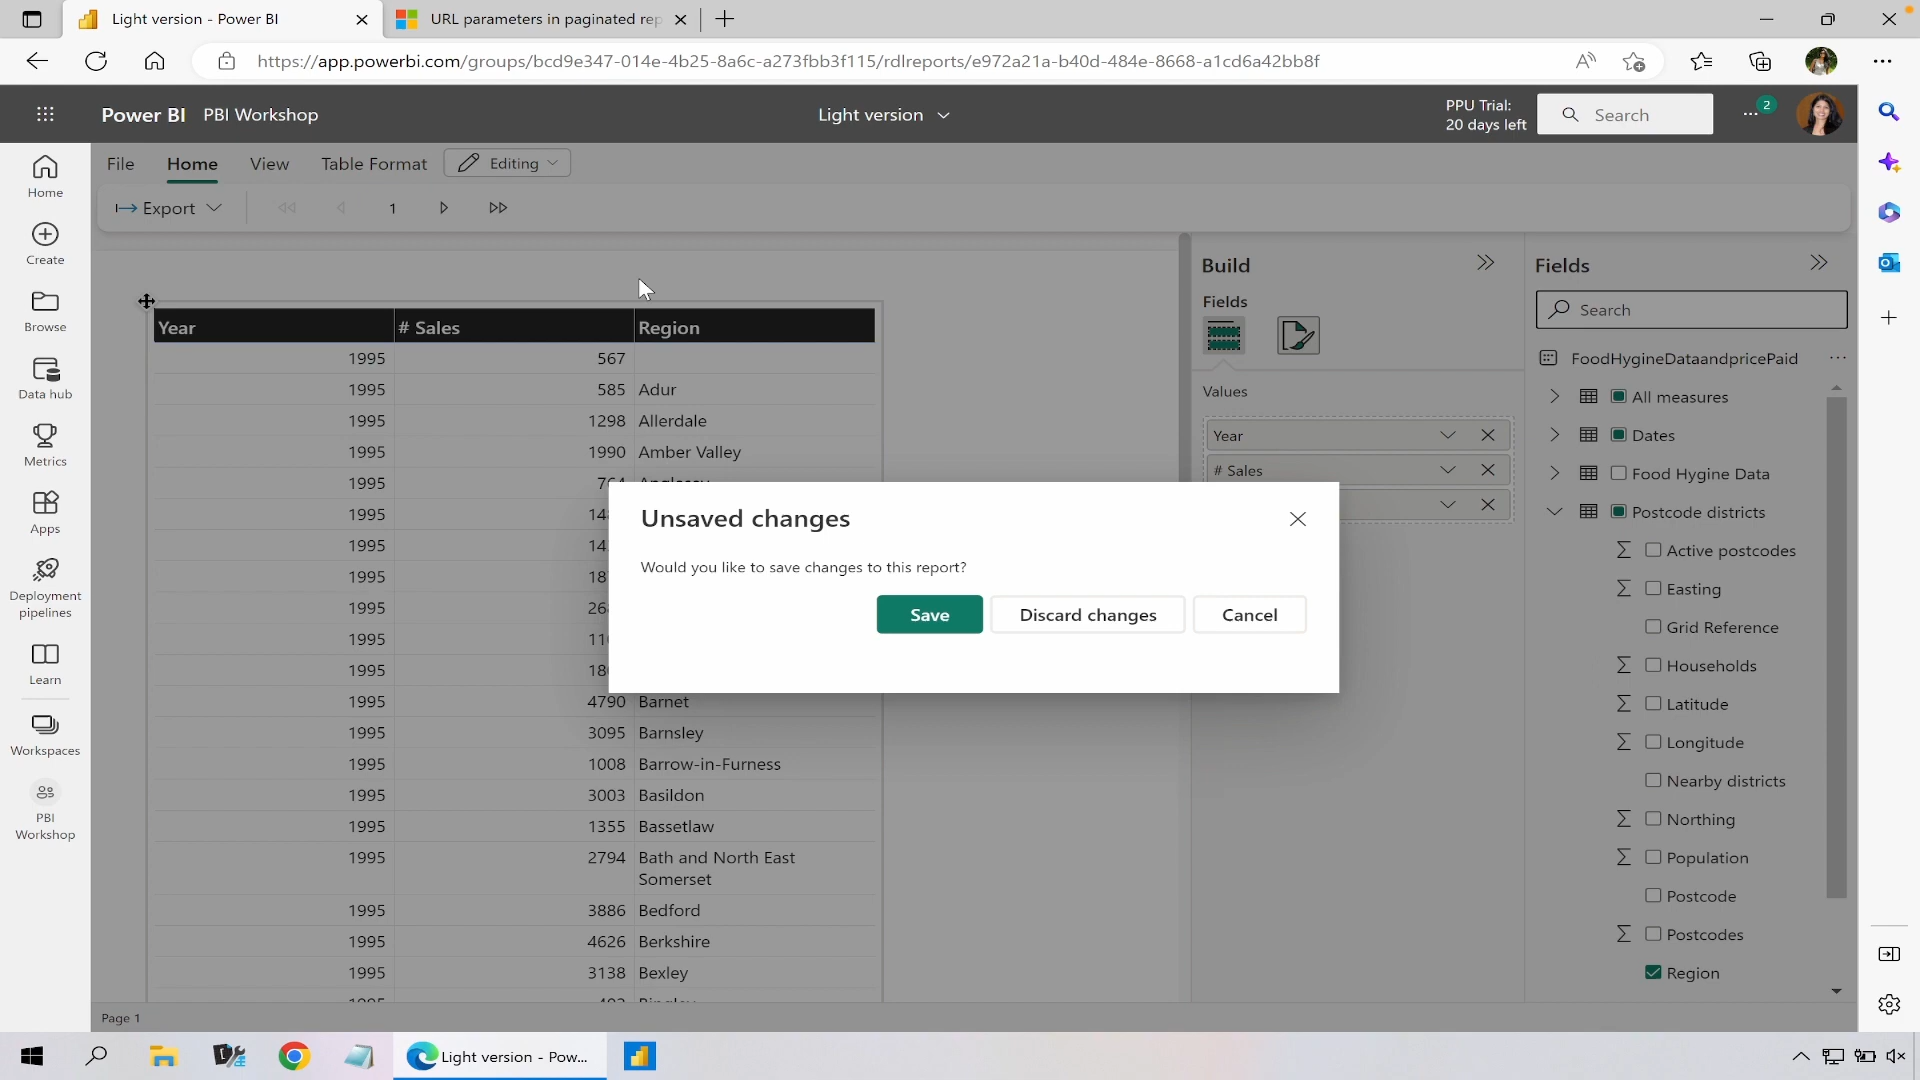 Light version - Power BI
URL parameters in paginated rep
https://app.powerbi.com/groups/bcd9e347-014e-4b25-8a6c-a273fbb3f115/rdlreports/e972a21a-b40d-484e-8668-a1cd6a42bb8f
Power BI PBI Workshop
Light version
PPU Trial:
20 days left
Search
2
File Home View Table Format Editing
Export 1
Home
Create
Browse
Data hub
Metrics
Apps
Deployment
pipelines
Learn
Workspaces
PBI
Workshop
Year # Sales Region
1995 567
1995 585 Adur
1995 1298 Allerdale
1995 1990 Amber Valley
1995
1995
1995
1995
1995
1995
1995
1995 4790 Barnet
1995 3095 Barnsley
1995 1008 Barrow-in-Furness
1995 3003 Basildon
1995 1355 Bassetlaw
1995 2794 Bath and North East
Somerset
1995 3886 Bedford
1995 4626 Berkshire
1995 3138 Bexley
Page 1
Unsaved changes
Would you like to save changes to this report?
Save Discard changes Cancel
Build
Fields
Values
Year
# Sales
Fields
Search
FoodHygineDataandpricePaid
All measures
Dates
Food Hygine Data
Postcode districts
Active postcodes
Easting
Grid Reference
Households
Latitude
Longitude
Nearby districts
Northing
Population
Postcode
Postcodes
Region
Light version - Pow...